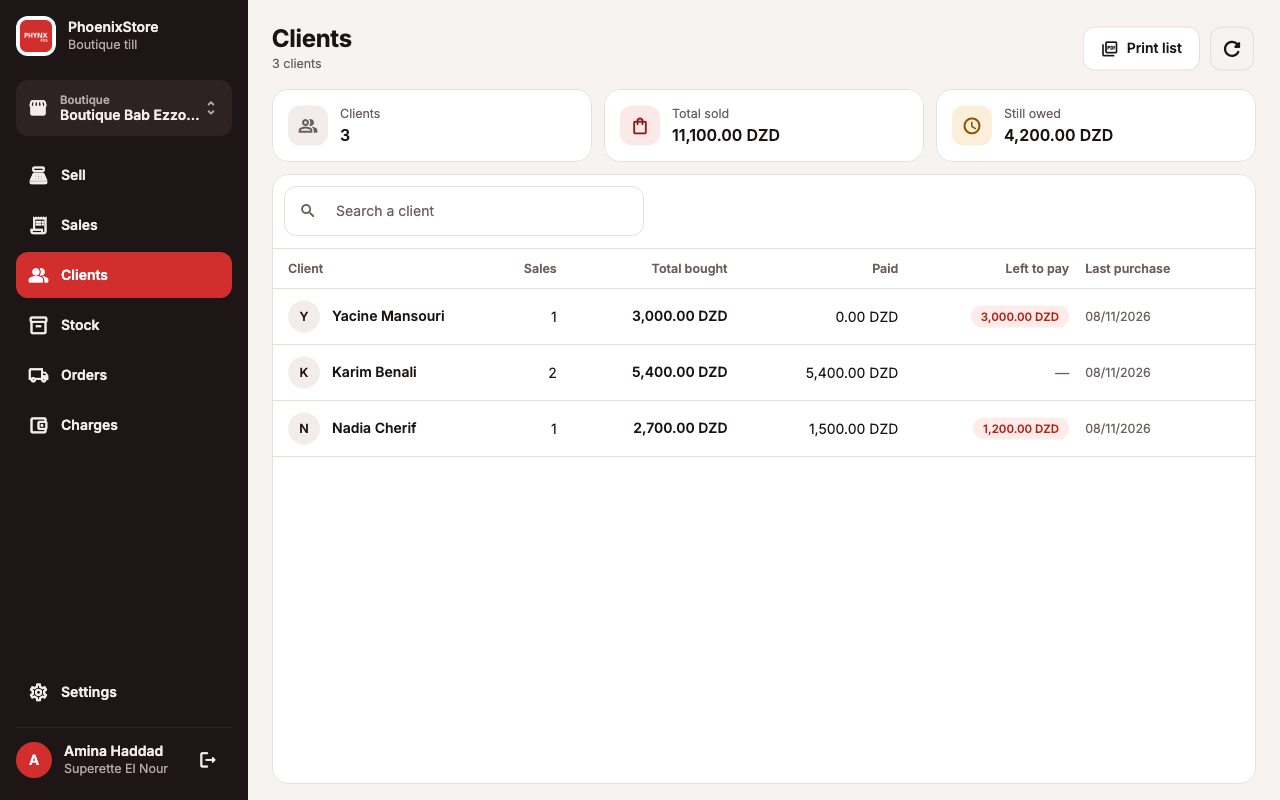 PHYNX
POS
PhoenixStore
Boutique till
Boutique
Boutique Bab Ezzo...
Sell
Sales
Clients
Stock
Orders
Charges
Settings
A
Amina Haddad
Superette El Nour
Clients
3 clients
PDF
Print list
Clients
3
Total sold
11,100.00 DZD
Still owed
4,200.00 DZD
Search a client
Client Sales Total bought Paid Left to pay Last purchase
Y Yacine Mansouri 1 3,000.00 DZD 0.00 DZD 3,000.00 DZD 08/11/2026
K Karim Benali 2 5,400.00 DZD 5,400.00 DZD — 08/11/2026
N Nadia Cherif 1 2,700.00 DZD 1,500.00 DZD 1,200.00 DZD 08/11/2026